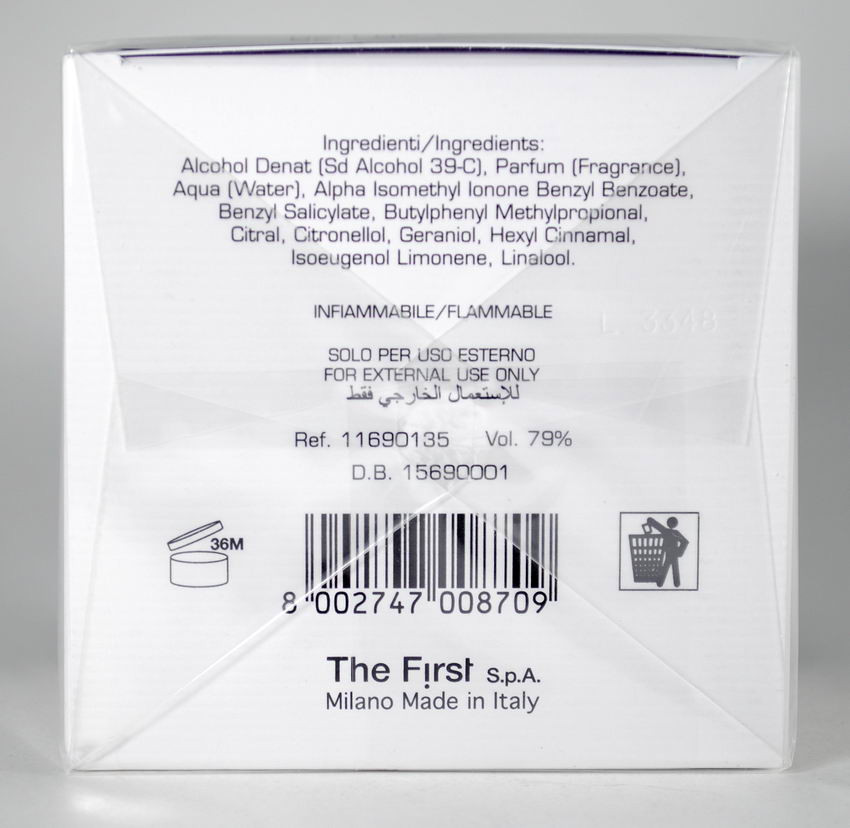 Ingredienti/Ingredients:
Alcohol Denat (Sd Alcohol 39-C), Parfum (Fragrance),
Aqua (Water), Alpha Isomethyl Ionone Benzyl Benzoate,
Benzyl Salicylate, Butylphenyl Methylpropional,
Citral, Citronellol, Geraniol, Hexyl Cinnamal,
Isoeugenol Limonene, Linalool.
INFIAMMABILE/FLAMMABLE
L 3348
SOLO PER USO ESTERNO
FOR EXTERNAL USE ONLY
للإستعمال الخارجي فقط
Ref. 11690135 Vol. 79%
D.B. 15690001
36M
8 002747 008709
The First S.p.A.
Milano Made in Italy